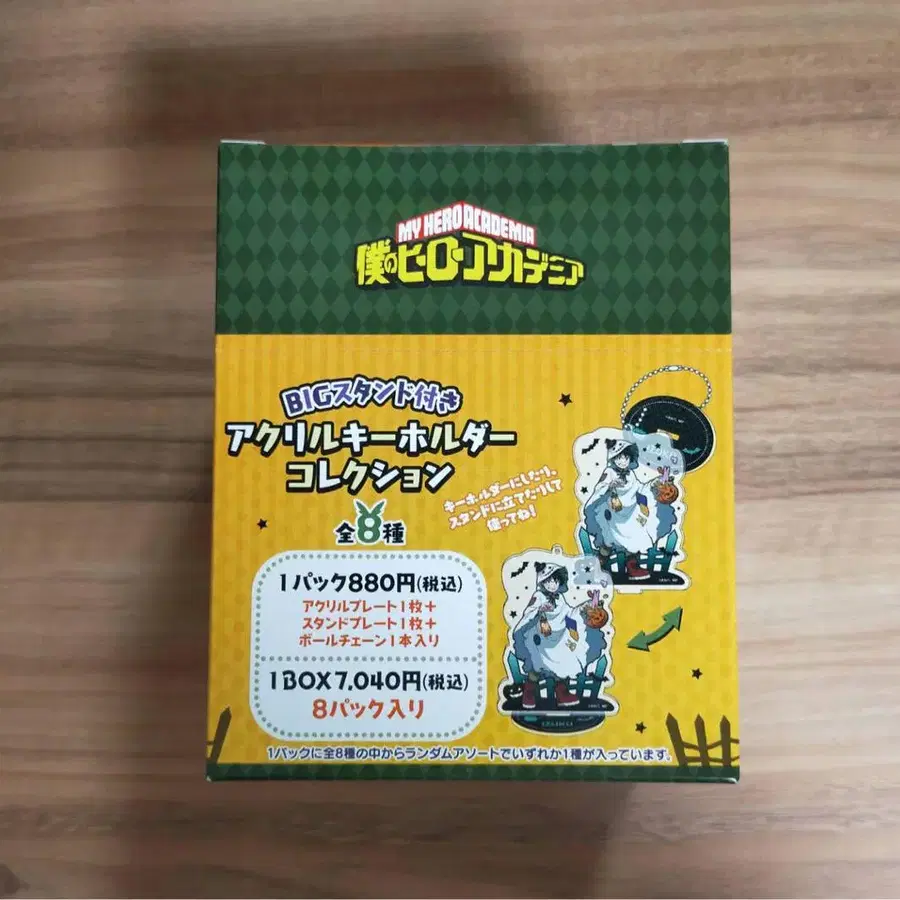 MY HERO ACADEMIA
僕のヒーローアカデミア
BIGスタンド付き
アクリルキーホルダー
コレクション
全8種
キーホルダーにしたり、
スタンドに立てたりして
使ってね!
1パック880円(税込)
アクリルプレート1枚+
スタンドプレート1枚+
ボールチェーン1本入り
1BOX7,040円(税込)
8パック入り
1パックに全8種の中からランダムアソートでいずれか1種が入っています。